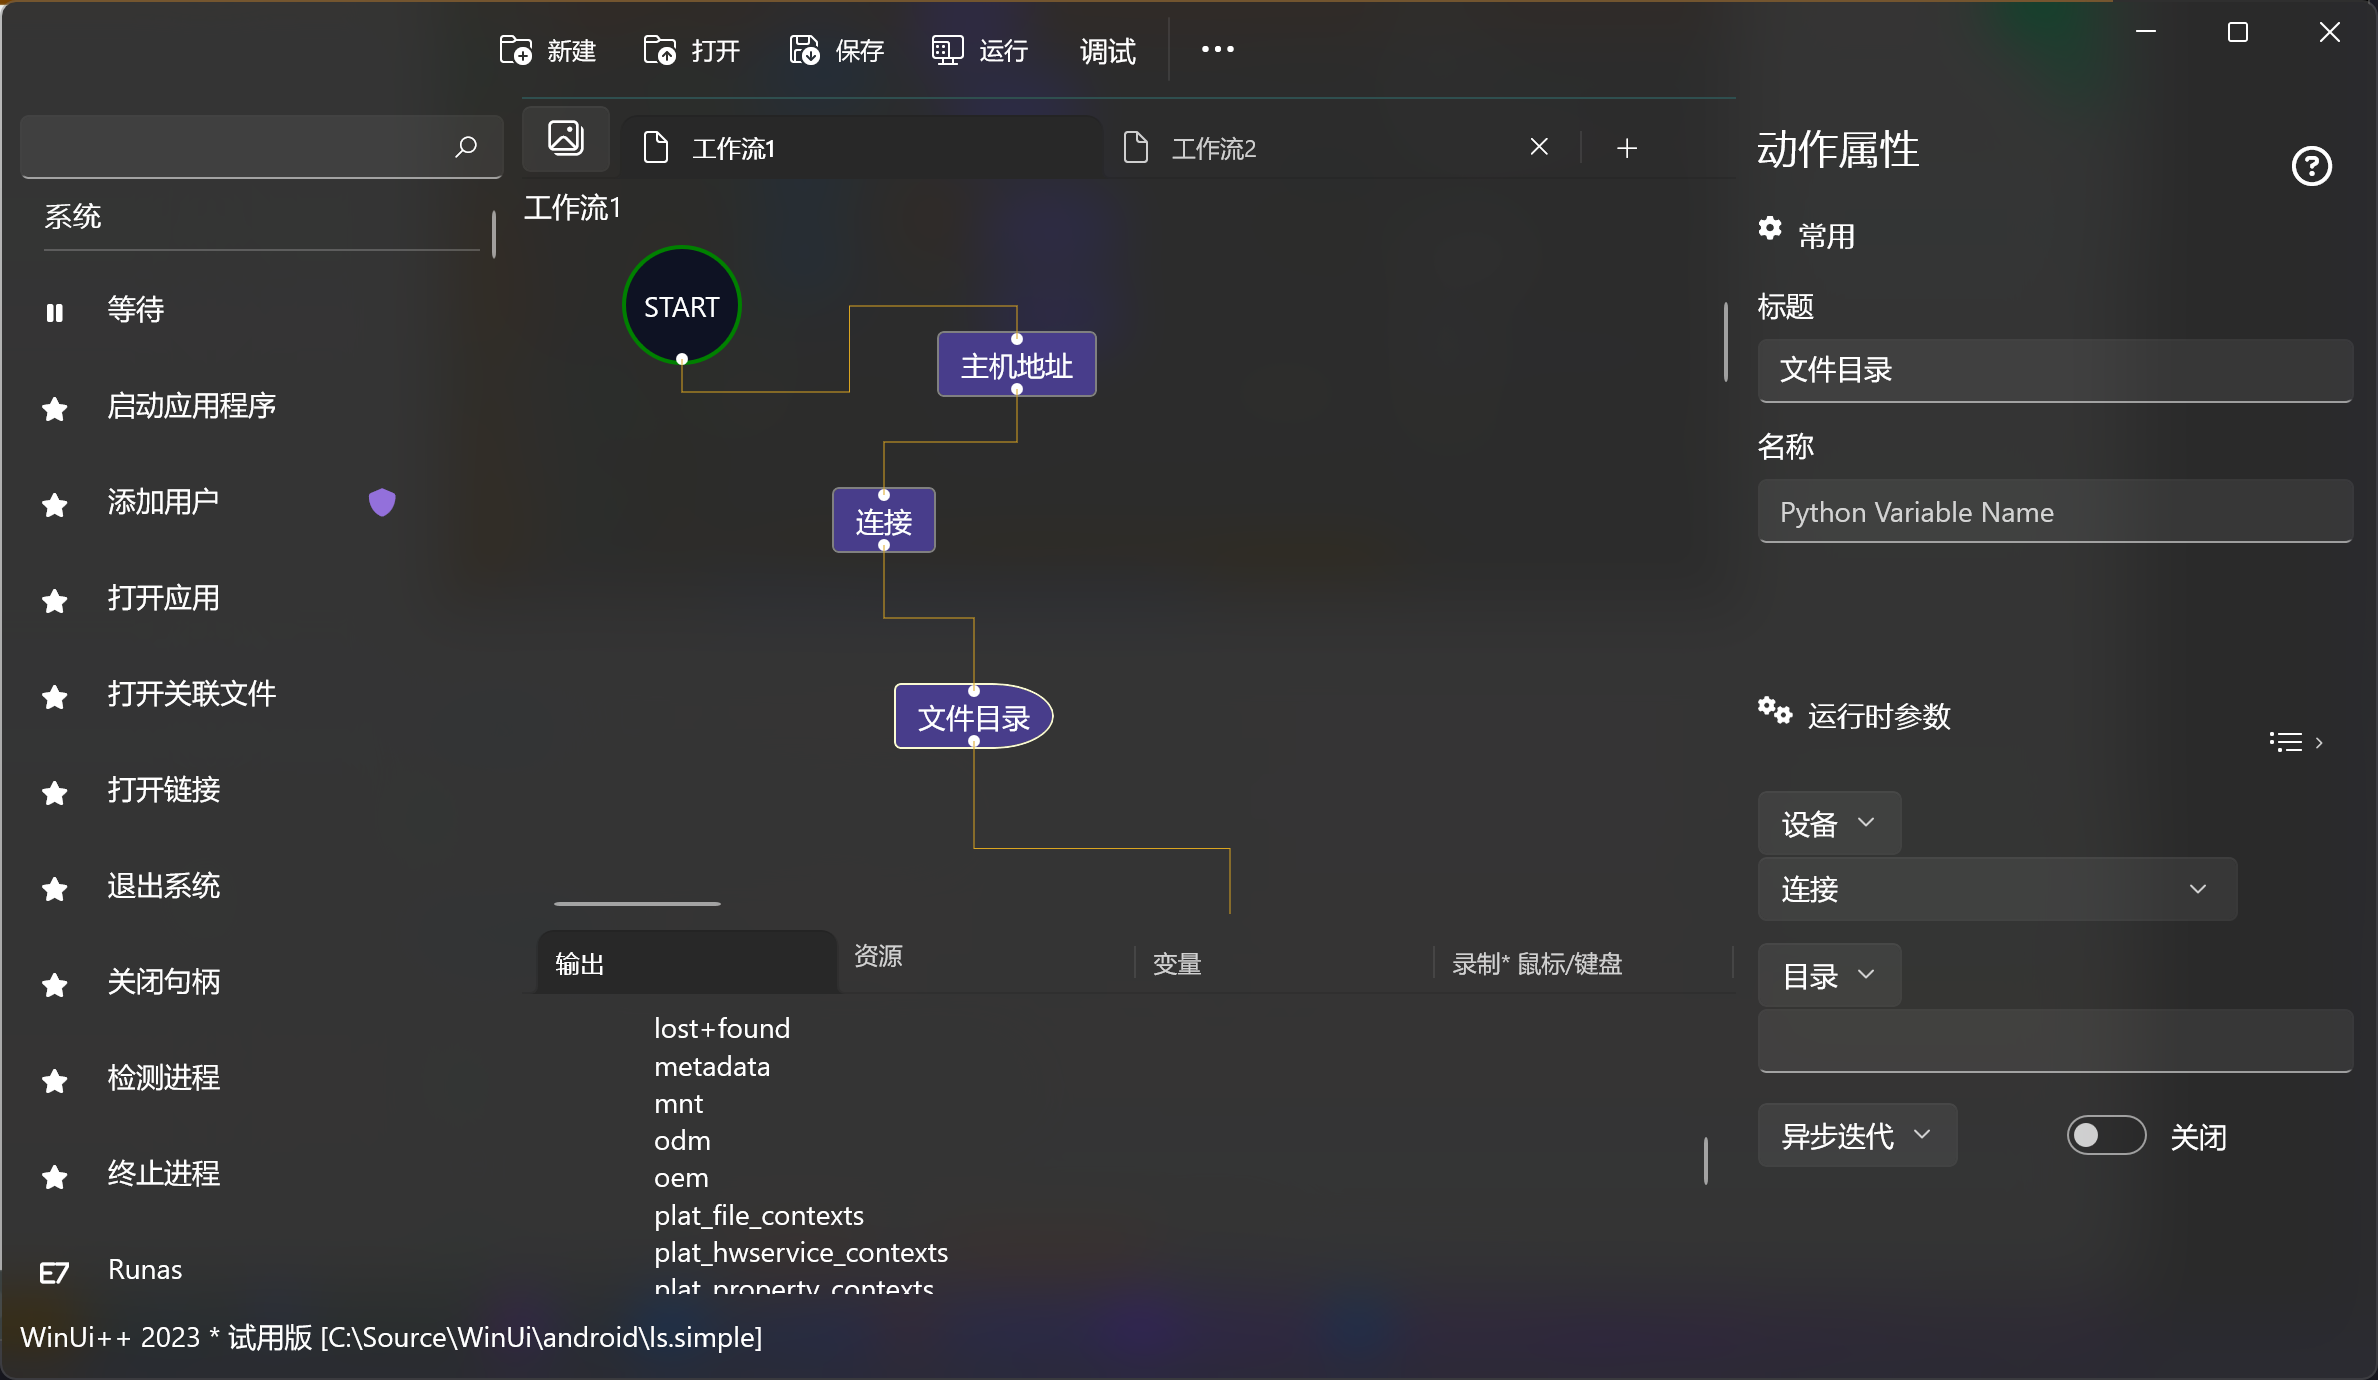 新建 打开 保存 运行 调试
系统
等待
启动应用程序
添加用户
打开应用
打开关联文件
打开链接
退出系统
关闭句柄
检测进程
终止进程
Runas
工作流1 工作流2
工作流1
START
主机地址
连接
文件目录
输出 资源 变量 录制* 鼠标/键盘
lost+found
metadata
mnt
odm
oem
plat_file_contexts
plat_hwservice_contexts
plat_property_contexts
动作属性
常用
标题
文件目录
名称
Python Variable Name
运行时参数
设备
连接
目录
异步迭代 关闭
WinUi++ 2023 * 试用版 [C:\Source\WinUi\android\ls.simple]